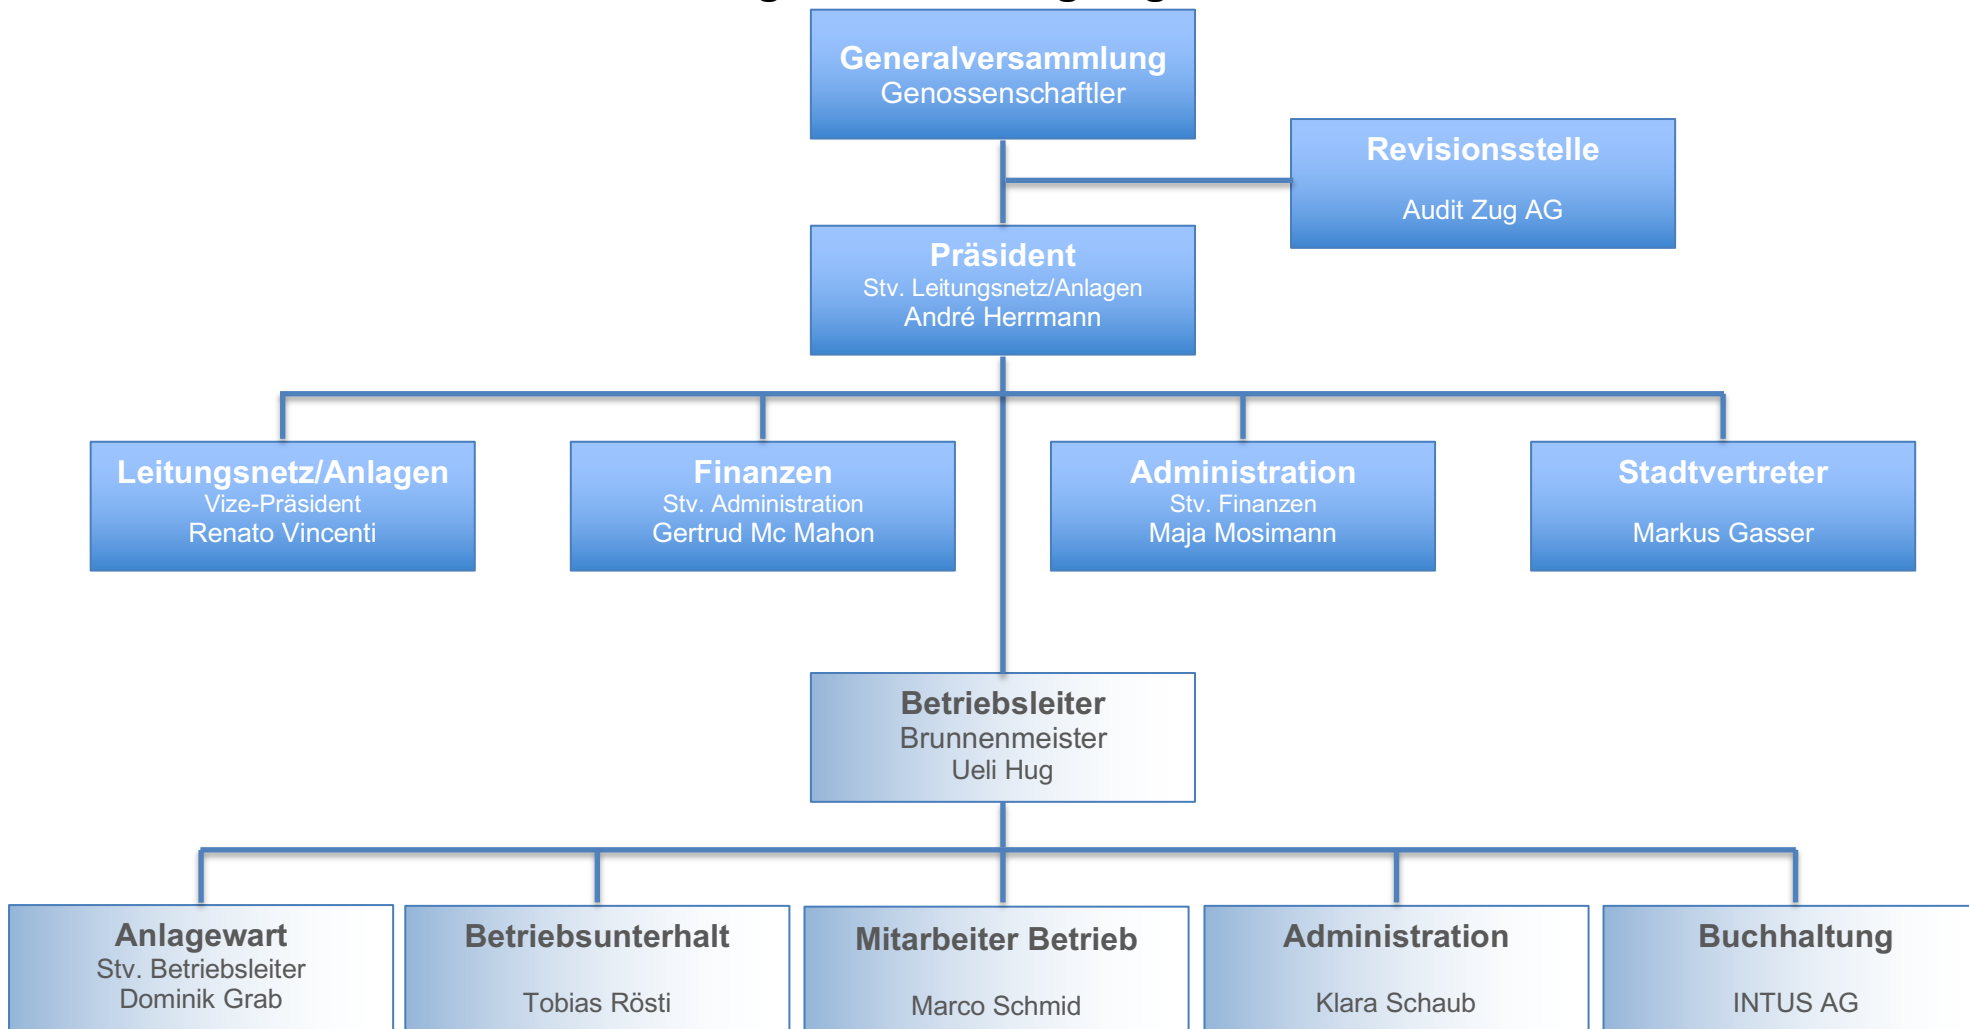 Generalversammlung
Genossenschaftler
Revisionsstelle
Audit Zug AG
Präsident
Stv. Leitungsnetz/Anlagen
André Herrmann
Leitungsnetz/Anlagen
Vize-Präsident
Renato Vincenti
Finanzen
Stv. Administration
Gertrud Mc Mahon
Administration
Stv. Finanzen
Maja Mosimann
Stadtvertreter
Markus Gasser
Betriebsleiter
Brunnenmeister
Ueli Hug
Anlagewart
Stv. Betriebsleiter
Dominik Grab
Betriebsunterhalt
Tobias Rösti
Mitarbeiter Betrieb
Marco Schmid
Administration
Klara Schaub
Buchhaltung
INTUS AG